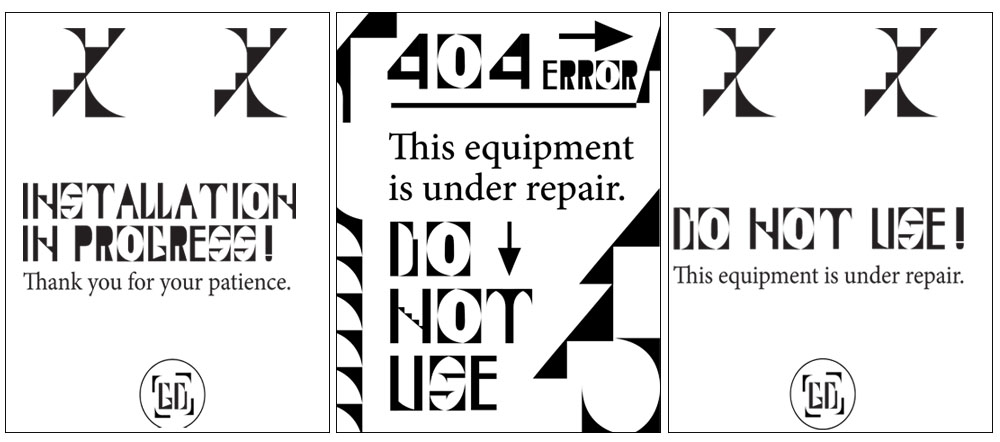 INSTALLATION
IN PROGRESS!
Thank you for your patience.
GD
404 ERROR
This equipment
is under repair.
DO
NOT
USE
DO NOT USE!
This equipment is under repair.
GD